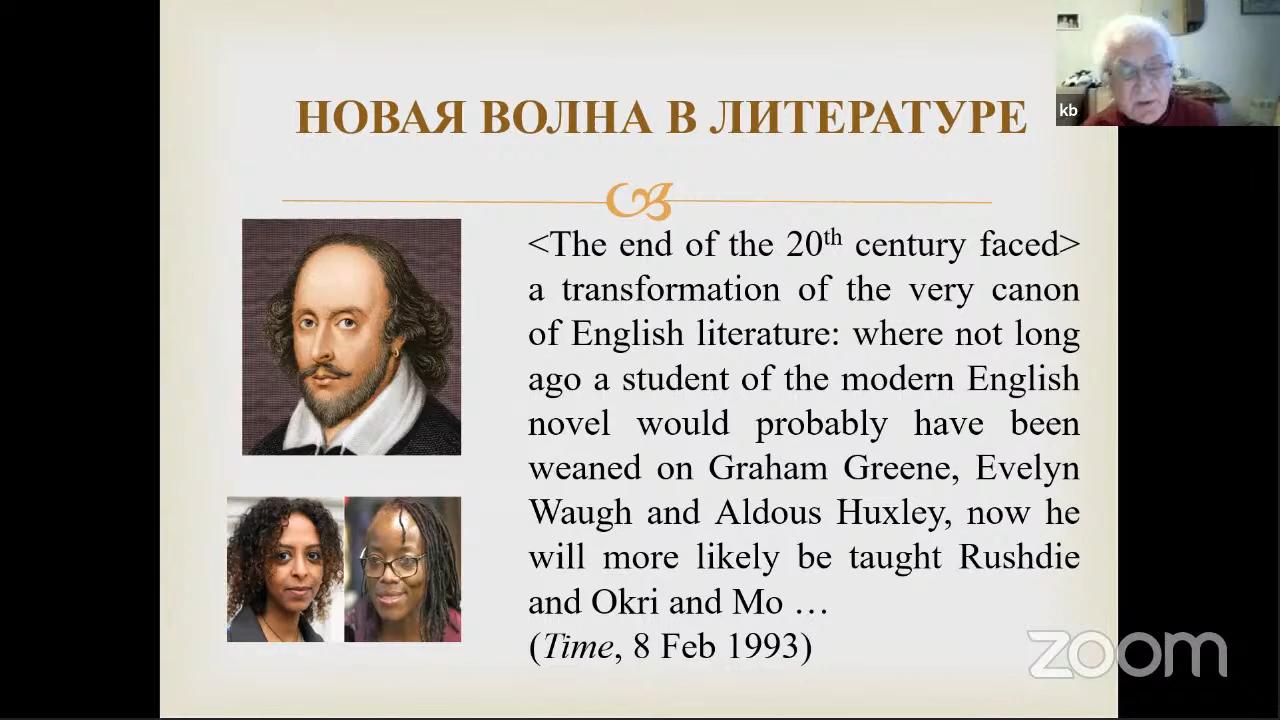 НОВАЯ ВОЛНА В ЛИТЕРАТУРЕ
kb
<The end of the 20th century faced>
a transformation of the very canon
of English literature: where not long
ago a student of the modern English
novel would probably have been
weaned on Graham Greene, Evelyn
Waugh and Aldous Huxley, now he
will more likely be taught Rushdie
and Okri and Mo …
(Time, 8 Feb 1993)
zoom